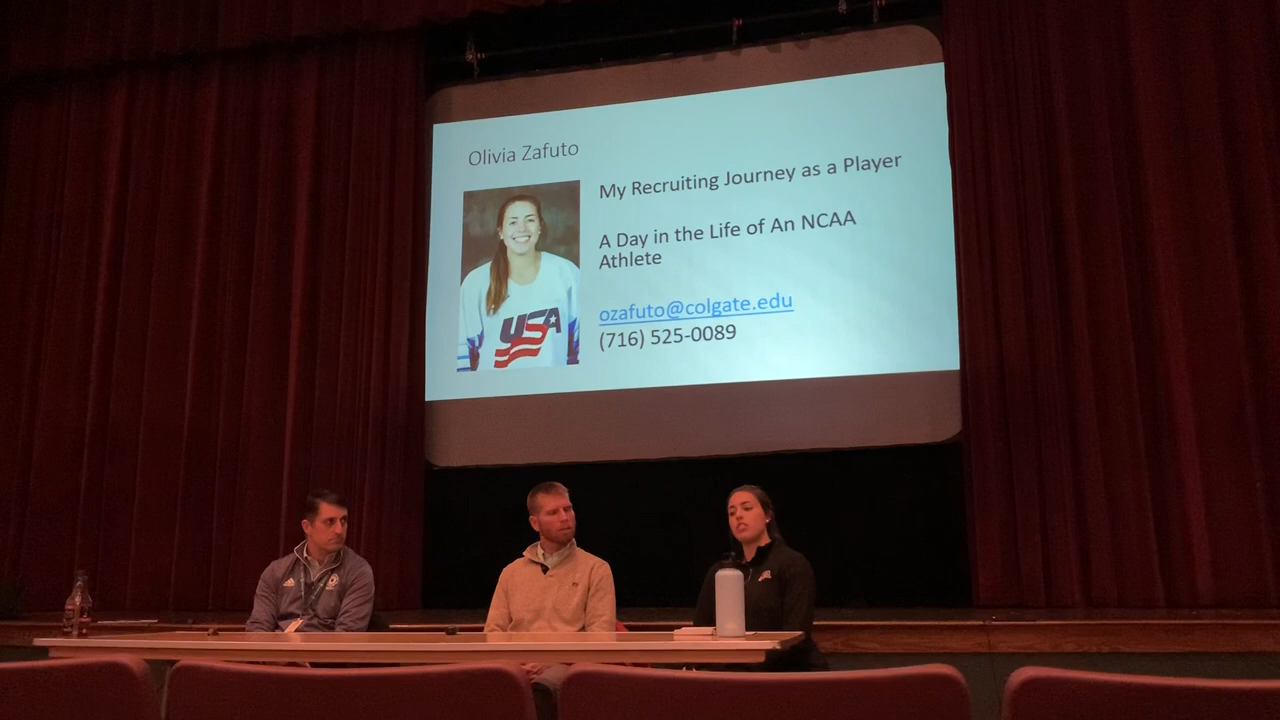 Olivia Zafuto
My Recruiting Journey as a Player
A Day in the Life of An NCAA
Athlete
ozafuto@colgate.edu
(716) 525-0089
USA